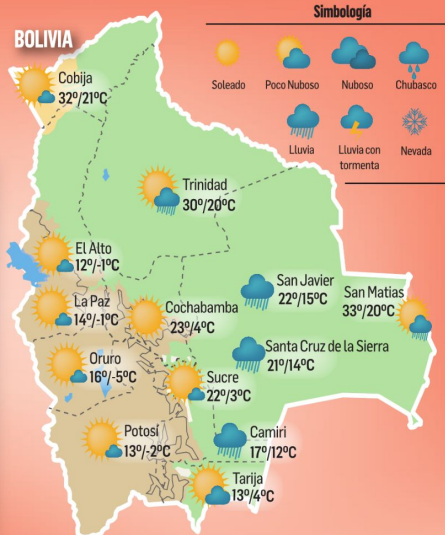 Simbología
BOLIVIA
Soleado
Poco Nuboso
Nuboso
Chubasco
Lluvia
Lluvia con
tormenta
Nevada
Cobija
32º/21ºC
Trinidad
30º/20ºC
El Alto
12º/-1ºC
La Paz
14º/-1ºC
Cochabamba
23º/4ºC
San Javier
22º/15ºC
San Matias
33º/20ºC
Santa Cruz de la Sierra
21º/14ºC
Oruro
16º/-5ºC
Sucre
22º/3ºC
Potosí
13º/-2ºC
Camiri
17º/12ºC
Tarija
13º/4ºC